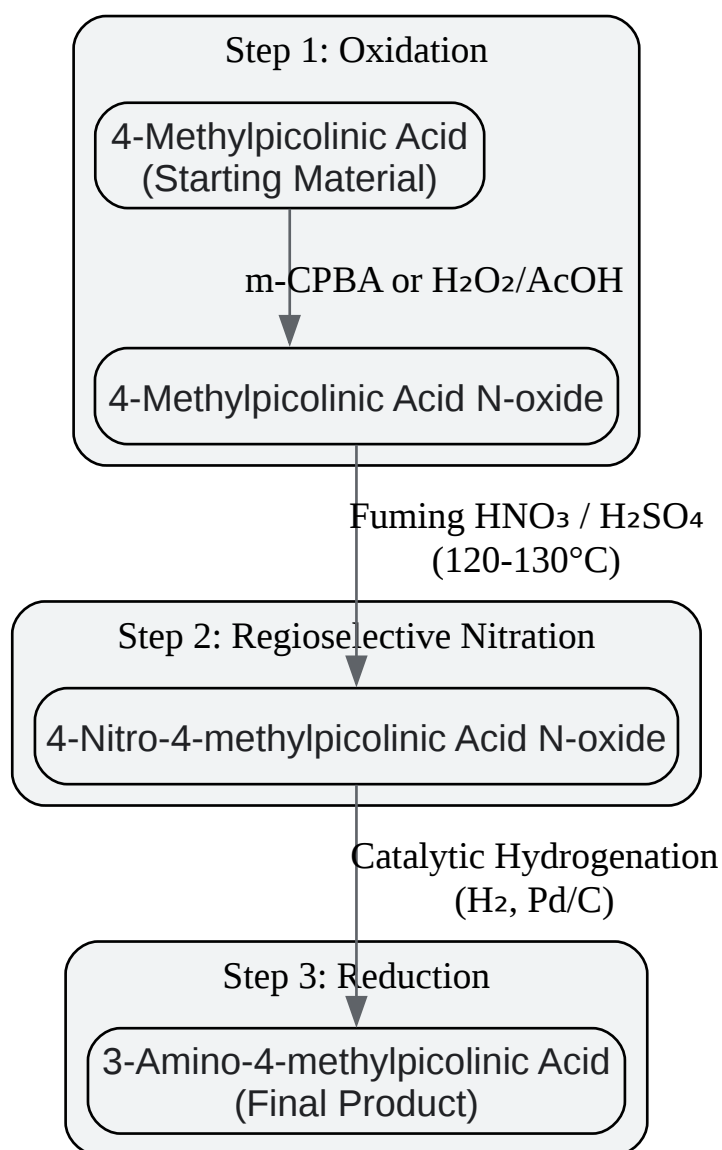 Step 1: Oxidation
4-Methylpicolinic Acid
(Starting Material)
m-CPBA or H₂O₂/AcOH
4-Methylpicolinic Acid N-oxide
Fuming HNO₃ / H₂SO₄
(120-130°C)
Step 2: Regioselective Nitration
4-Nitro-4-methylpicolinic Acid N-oxide
Catalytic Hydrogenation
(H₂, Pd/C)
Step 3: Reduction
3-Amino-4-methylpicolinic Acid
(Final Product)